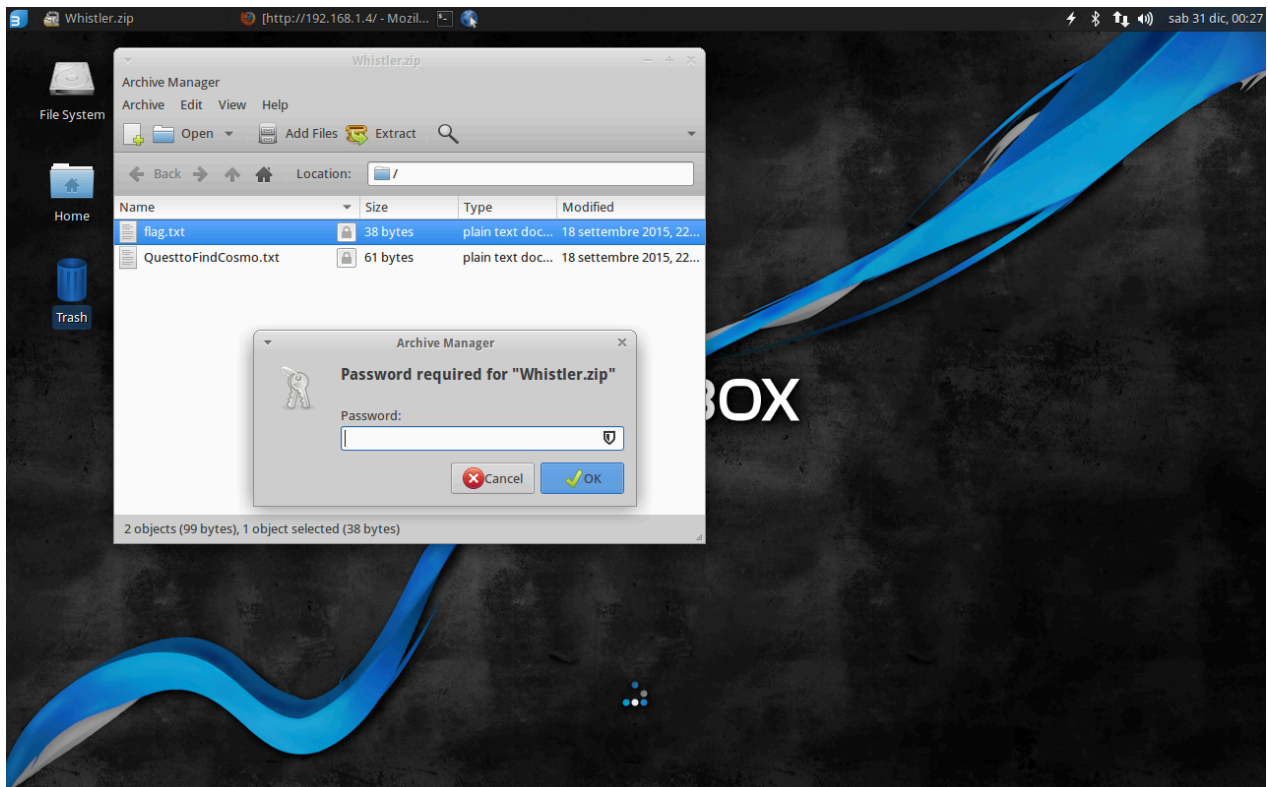 Whistler.zip [http://192.168.1.4/ - Mozil... sab 31 dic, 00:27
File System
Home
Trash
Whistler.zip
Archive Manager
Archive Edit View Help
Open Add Files Extract
Back Location: /
Name Size Type Modified
flag.txt 38 bytes plain text doc... 18 settembre 2015, 22...
QuesttoFindCosmo.txt 61 bytes plain text doc... 18 settembre 2015, 22...
Archive Manager
Password required for "Whistler.zip"
Password:
Cancel OK
2 objects (99 bytes), 1 object selected (38 bytes)
BOX